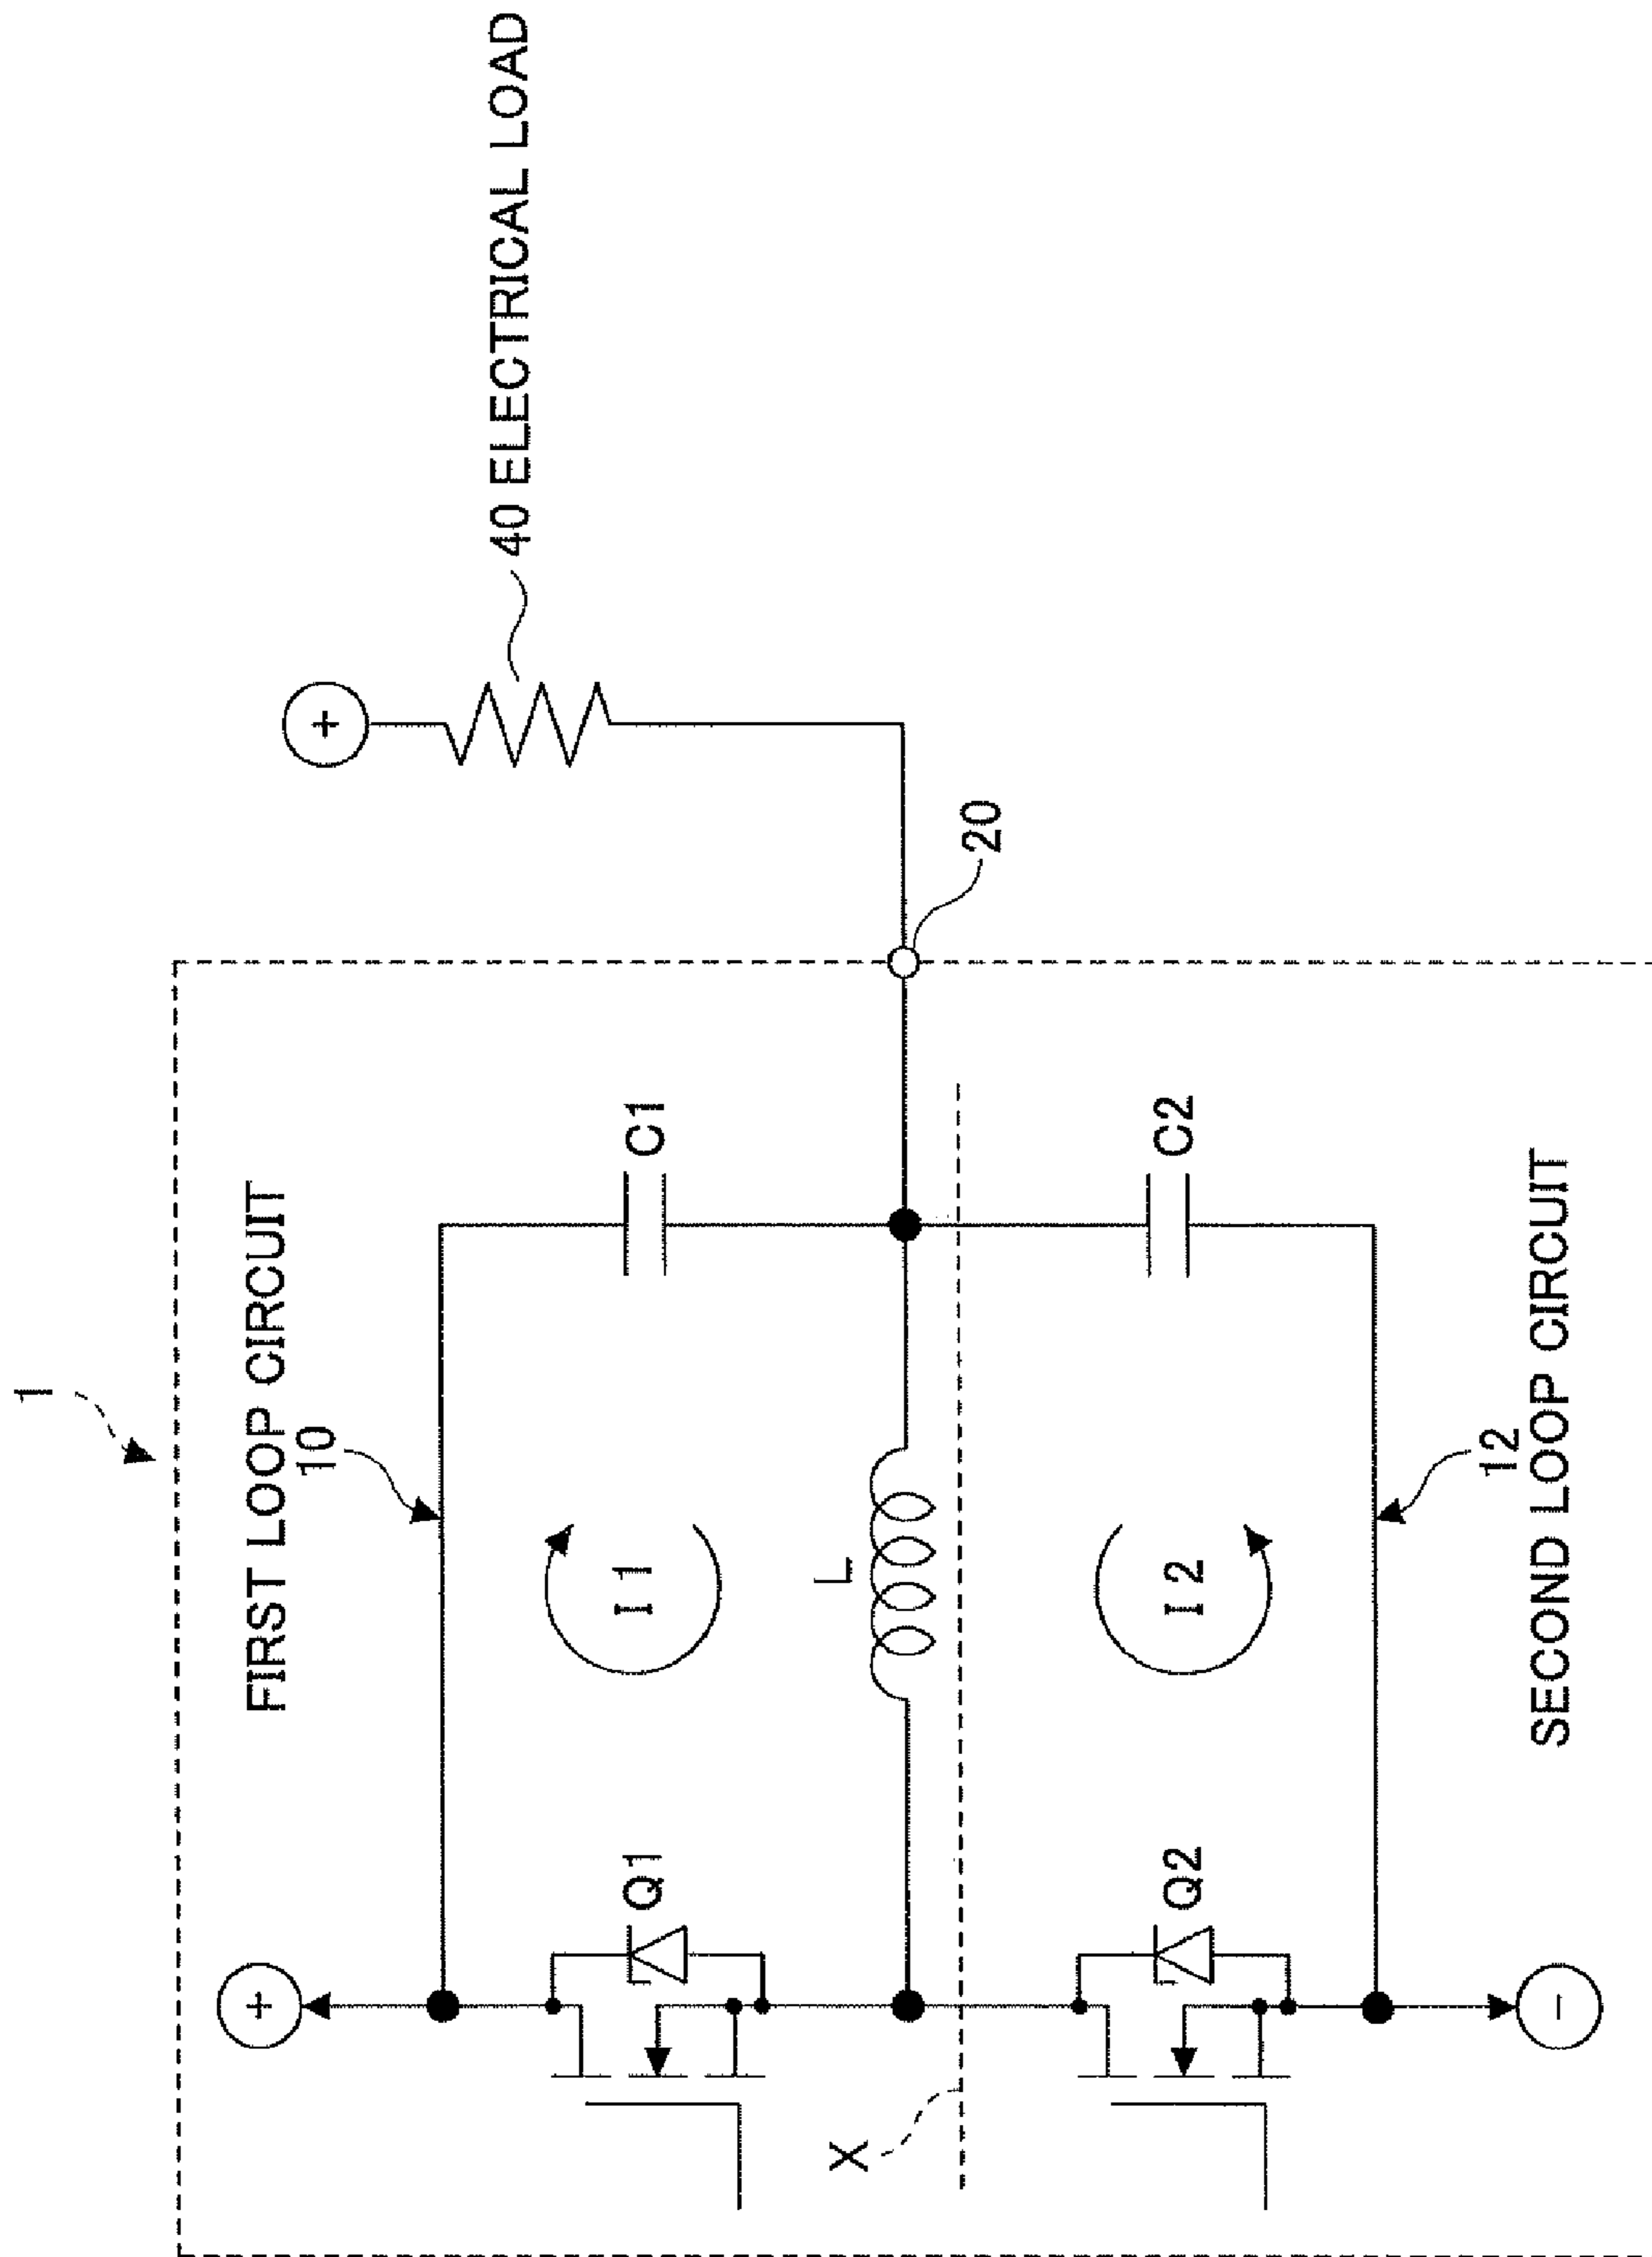 1
FIRST LOOP CIRCUIT
10
40 ELECTRICAL LOAD
+
+
Q1
I1
C1
L
20
X
Q2
I2
C2
12
SECOND LOOP CIRCUIT
-